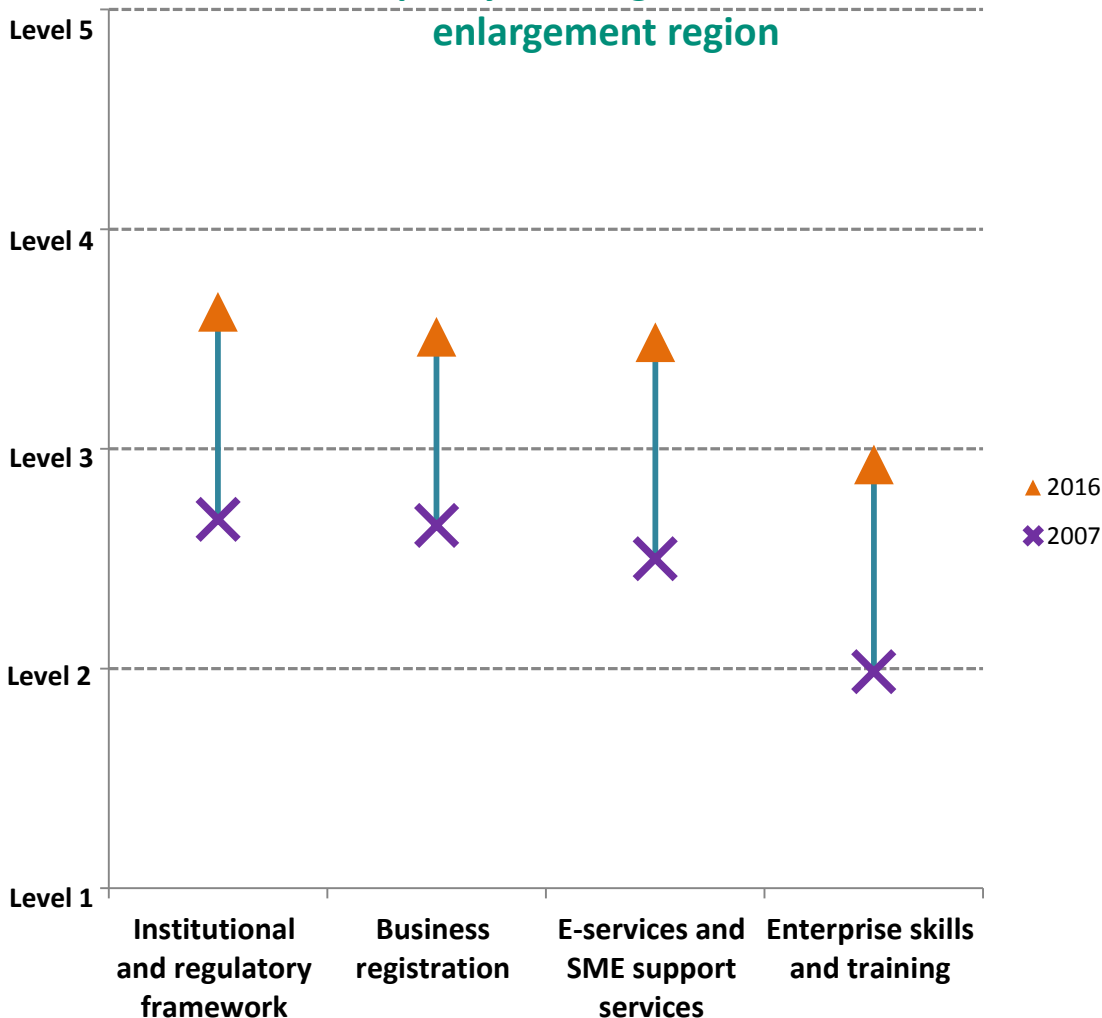 enlargement region
Level 5
Level 4
Level 3
Level 2
Level 1
2016
2007
Institutional
and regulatory
framework
Business
registration
E-services and
SME support
services
Enterprise skills
and training